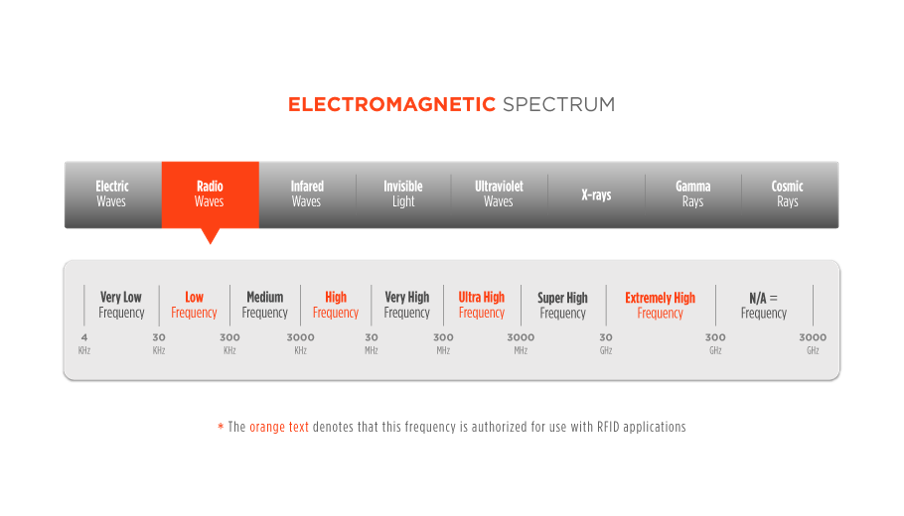 ELECTROMAGNETIC SPECTRUM
Electric Waves
Radio Waves
Infared Waves
Invisible Light
Ultraviolet Waves
X-rays
Gamma Rays
Cosmic Rays
Very Low Frequency
Low Frequency
Medium Frequency
High Frequency
Very High Frequency
Ultra High Frequency
Super High Frequency
Extremely High Frequency
N/A = Frequency
4 KHz
30 KHz
300 KHz
3000 KHz
30 MHz
300 MHz
3000 MHz
30 GHz
300 GHz
3000 GHz
* The orange text denotes that this frequency is authorized for use with RFID applications